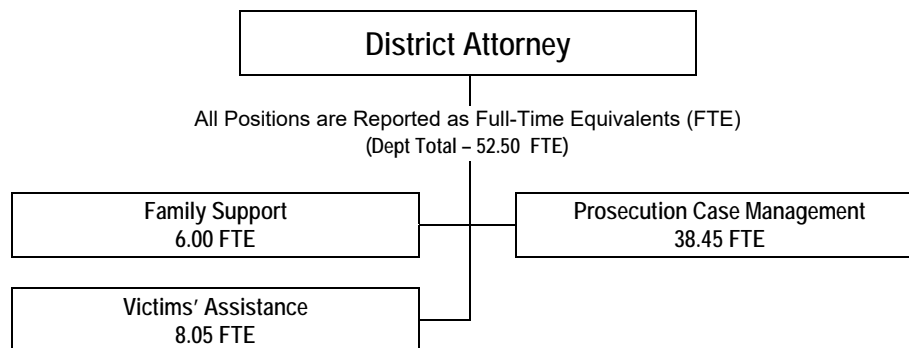 District Attorney
All Positions are Reported as Full-Time Equivalents (FTE)
(Dept Total – 52.50 FTE)
Family Support
6.00 FTE
Prosecution Case Management
38.45 FTE
Victims’ Assistance
8.05 FTE